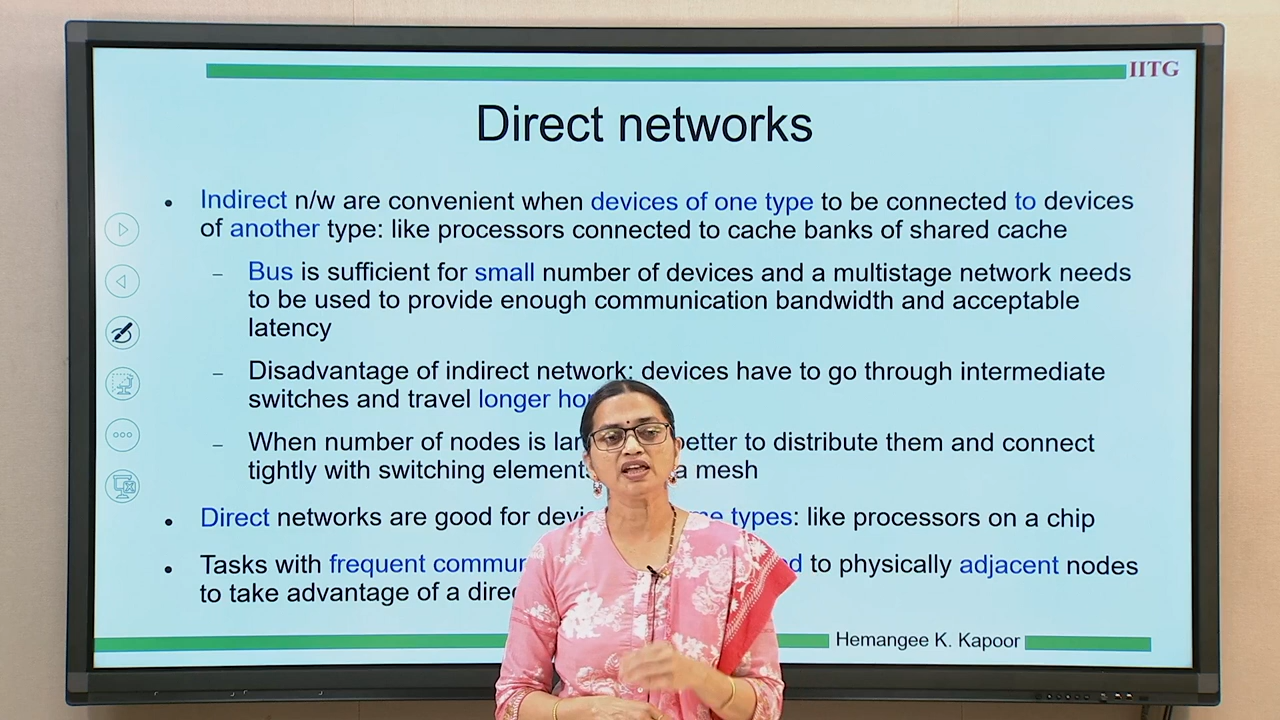 IITG
Direct networks
• Indirect n/w are convenient when devices of one type to be connected to devices
of another type: like processors connected to cache banks of shared cache
– Bus is sufficient for small number of devices and a multistage network needs
to be used to provide enough communication bandwidth and acceptable
latency
– Disadvantage of indirect network: devices have to go through intermediate
switches and travel longer
– When number of nodes is better to distribute them and connect
tightly with switching a mesh
• Direct networks are good for types: like processors on a chip
• Tasks with frequent to physically adjacent nodes
to take advantage of a
Hemangee K. Kapoor